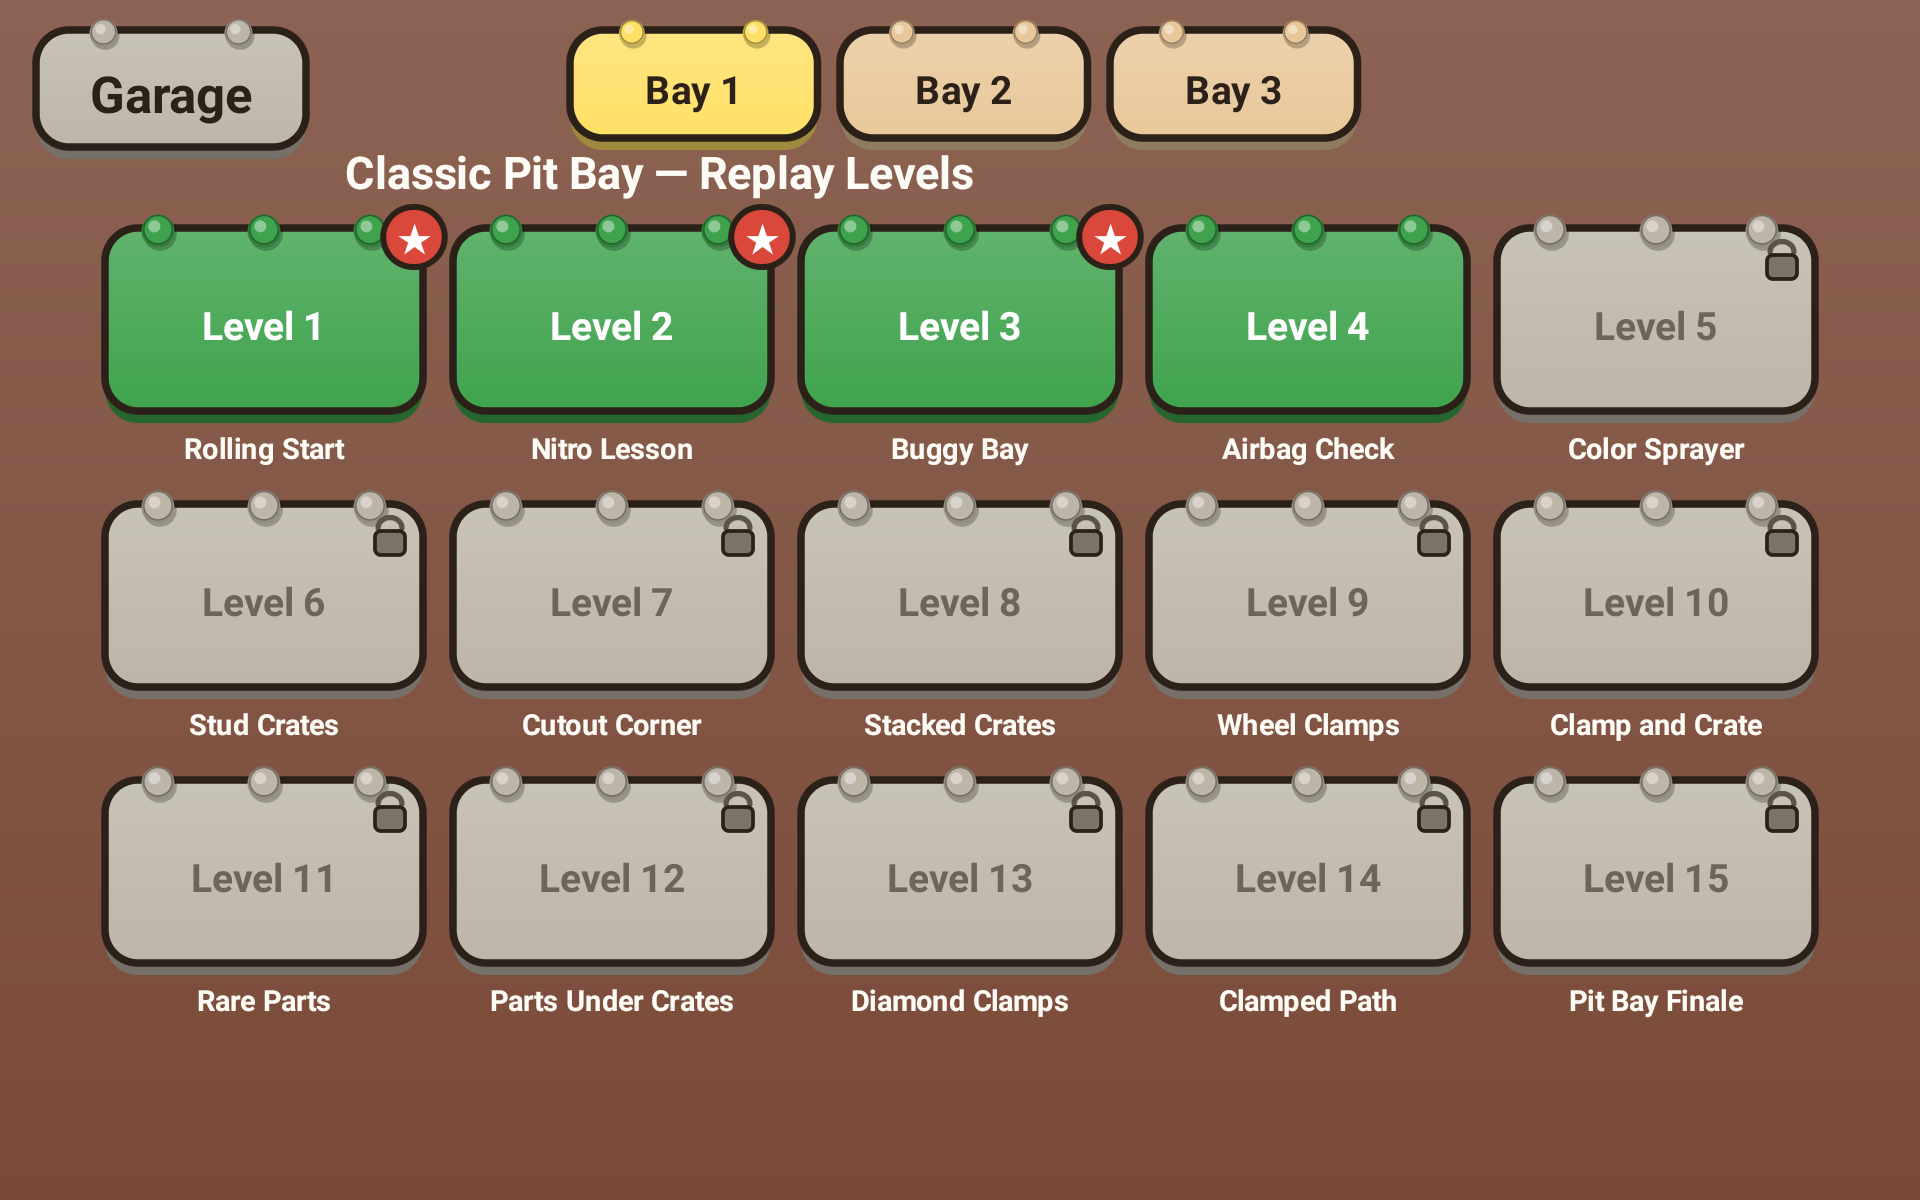 Garage
Bay 1
Bay 2
Bay 3
Classic Pit Bay — Replay Levels
Level 1
Level 2
Level 3
Level 4
Level 5
Rolling Start
Nitro Lesson
Buggy Bay
Airbag Check
Color Sprayer
Level 6
Level 7
Level 8
Level 9
Level 10
Stud Crates
Cutout Corner
Stacked Crates
Wheel Clamps
Clamp and Crate
Level 11
Level 12
Level 13
Level 14
Level 15
Rare Parts
Parts Under Crates
Diamond Clamps
Clamped Path
Pit Bay Finale